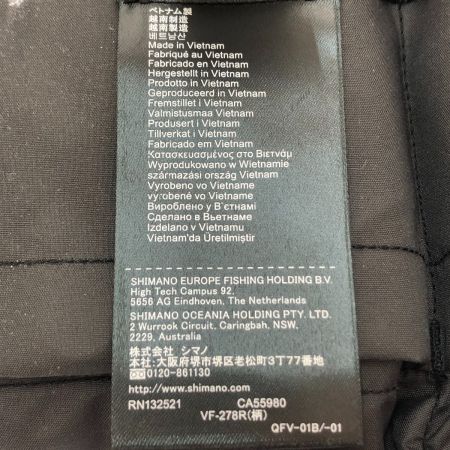 ベトナム製
越南制造
越南製造
베트남산
Made in Vietnam
Fabriqué au Vietnam
Fabricado en Vietnam
Hergestellt in Vietnam
Prodotto in Vietnam
Geproduceerd in Vietnam
Fremstillet i Vietnam
Valmistusmaa Vietnam
Produsert i Vietnam
Tillverkat i Vietnam
Fabricado em Vietnam
Κατασκευασμένος στο Βιετνάμ
Wyprodukowano w Wietnamie
származási ország Vietnam
Vyrobeno ve Vietname
vyrobené vo Vietname
Вироблено у В'єтнамі
Сделано в Вьетнаме
Izdelano v Vietnamu
Vietnam'da Üretilmiştir
SHIMANO EUROPE FISHING HOLDING B.V.
High Tech Campus 92,
5656 AG Eindhoven, The Netherlands
SHIMANO OCEANIA HOLDING PTY. LTD.
2 Wurrook Circuit, Caringbah, NSW,
2229, Australia
株式会社 シマノ
本社:大阪府堺市堺区老松町3丁77番地
0120-861130
http://www.shimano.com
RN132521 CA55980
VF-278R(柄)
QFV-01B/-01